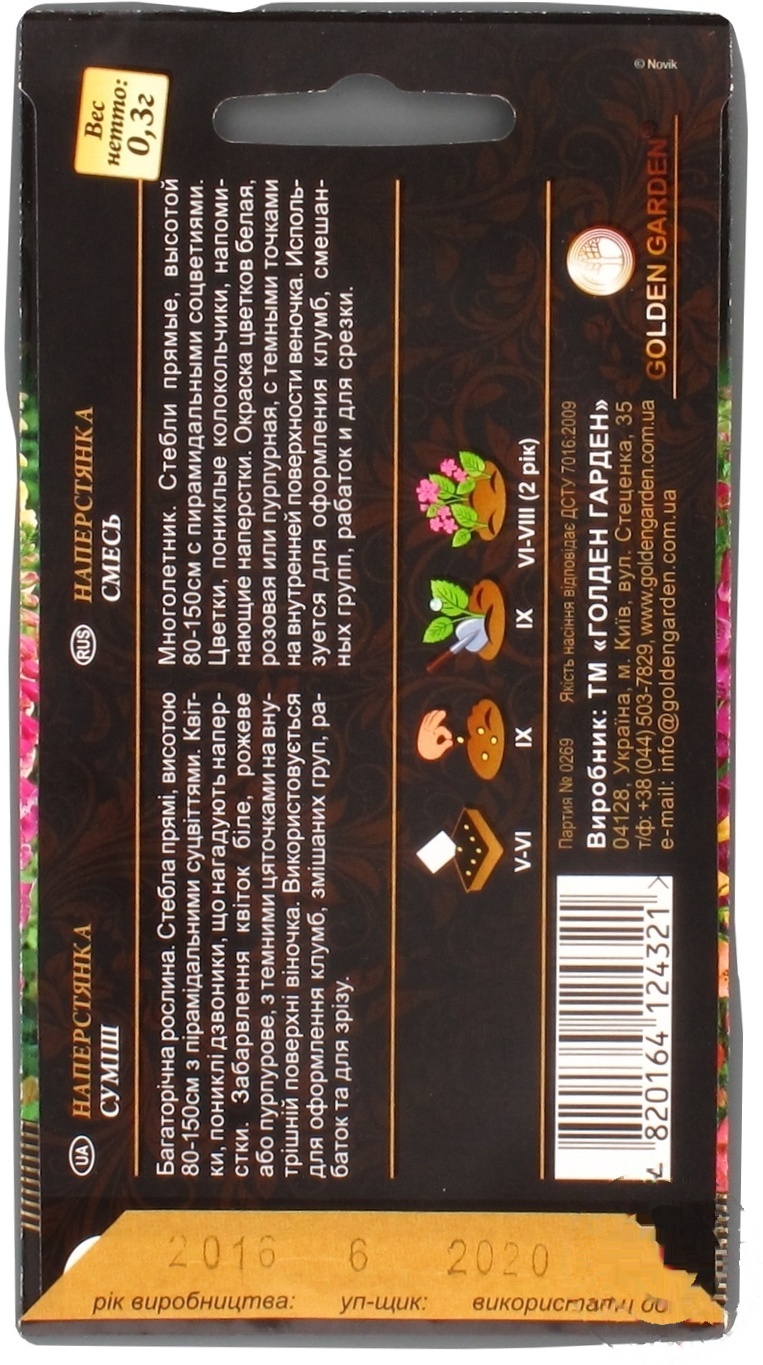 © Novik
Вес
нетто:
0,3г
UA
НАПЕРСТЯНКА
СУМІШ
Багаторічна рослина. Стебла прямі, висотою
80-150см з пірамідальними суцвіттями. Квіт-
ки, пониклі дзвоники, що нагадують напер-
стки. Забарвлення квіток біле, рожеве
або пурпурове, з темними цяточками на вну-
трішній поверхні віночка. Використовується
для оформлення клумб, змішаних груп, ра-
баток та для зрізу.
RUS
НАПЕРСТЯНКА
СМЕСЬ
Многолетник. Стебли прямые, высотой
80-150см с пирамидальными соцветиями.
Цветки, пониклые колокольчики, напоми-
нающие наперстки. Окраска цветков белая,
розовая или пурпурная, с темными точками
на внутренней поверхности веночка. Исполь-
зуется для оформления клумб, смешан-
ных групп, рабаток и для срезки.
V-VI
IX
IX
VI-VIII (2 рік)
Партия № 0269 Якість насіння відповідає ДСТУ 7016:2009
Виробник: ТМ «ГОЛДЕН ГАРДЕН»
04128, Україна, м. Київ, вул. Стеценка, 35
т/ф: +38 (044) 503-7829, www.goldengarden.com.ua
e-mail: info@goldengarden.com.ua
GOLDEN GARDEN
4 820164 124321 >
2016 6 2020
рік виробництва: уп-щик: використати до